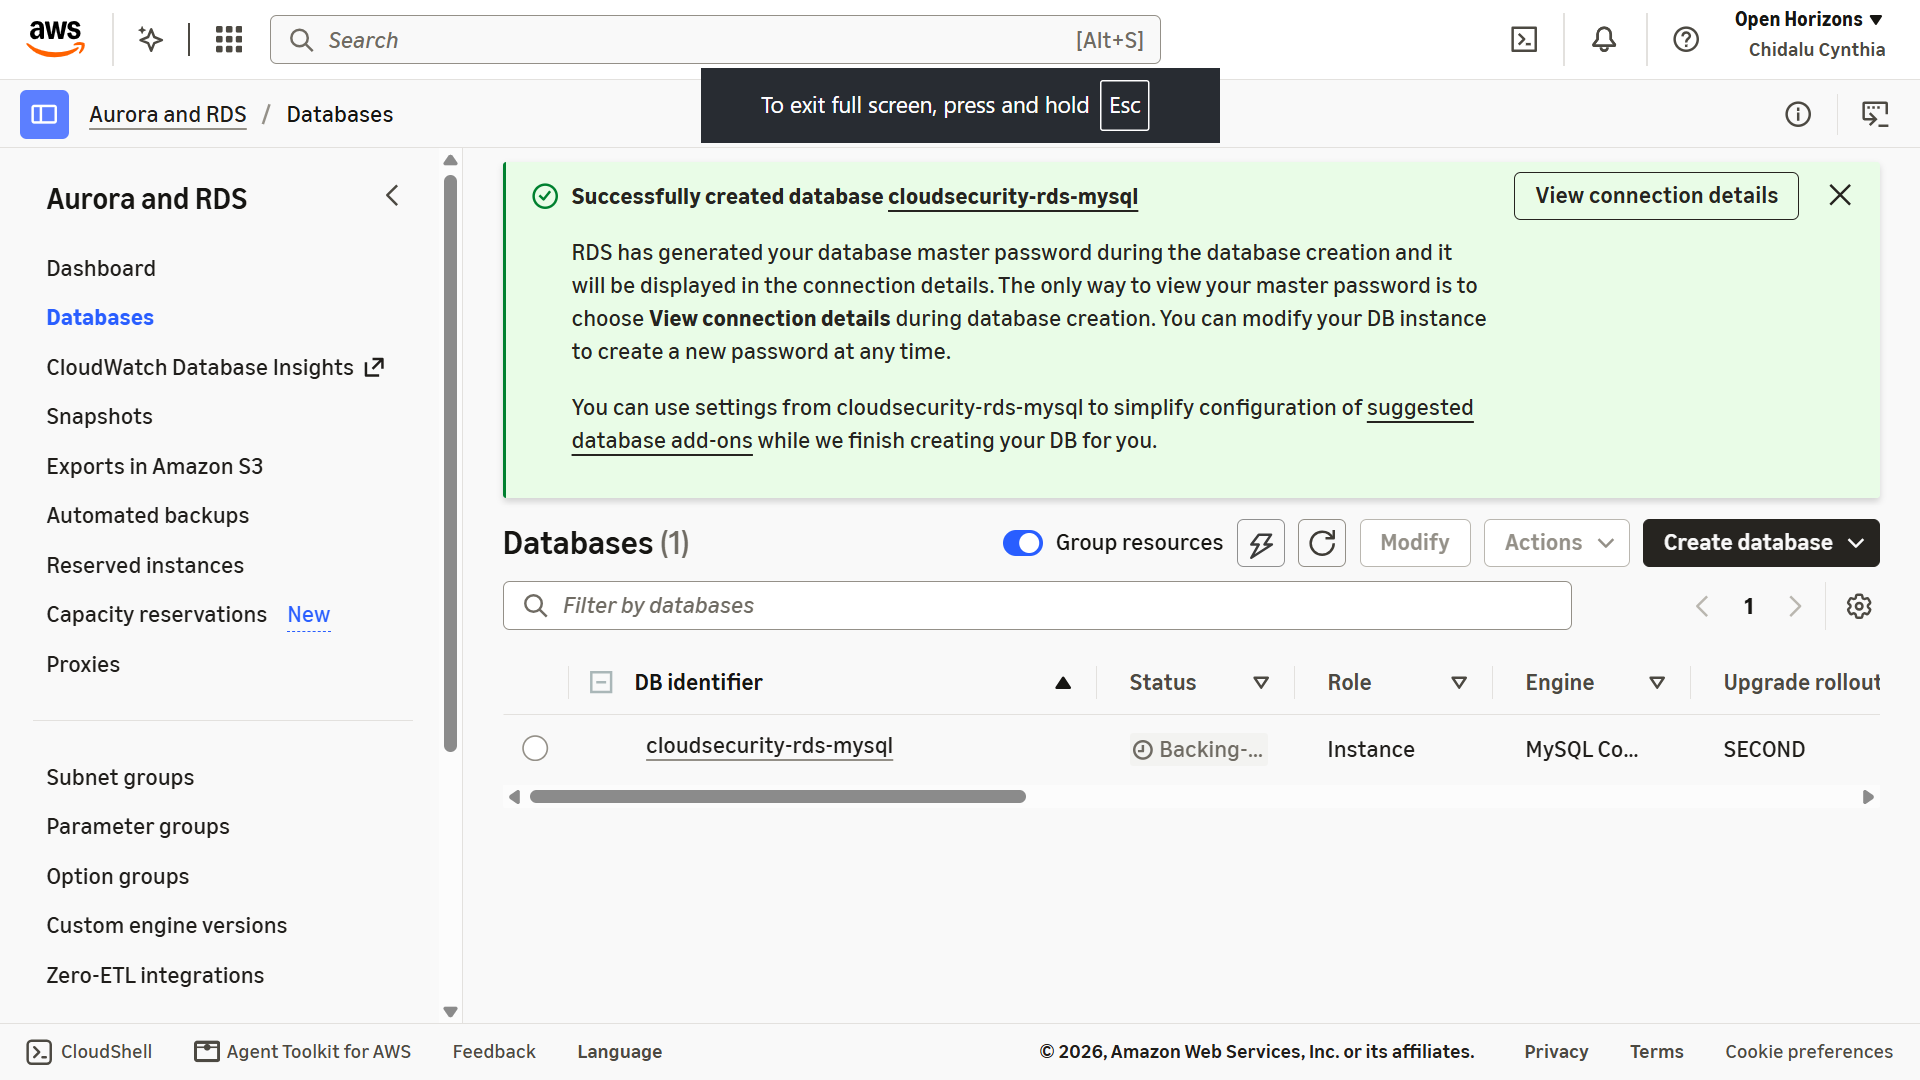 aws
Search
[Alt+S]
Open Horizons
Chidalu Cynthia
To exit full screen, press and hold Esc
Aurora and RDS / Databases
Aurora and RDS
Dashboard
Databases
CloudWatch Database Insights
Snapshots
Exports in Amazon S3
Automated backups
Reserved instances
Capacity reservations New
Proxies
Subnet groups
Parameter groups
Option groups
Custom engine versions
Zero-ETL integrations
Successfully created database cloudsecurity-rds-mysql
View connection details
RDS has generated your database master password during the database creation and it
will be displayed in the connection details. The only way to view your master password is to
choose View connection details during database creation. You can modify your DB instance
to create a new password at any time.
You can use settings from cloudsecurity-rds-mysql to simplify configuration of suggested
database add-ons while we finish creating your DB for you.
Databases (1)
Group resources
Modify
Actions
Create database
Filter by databases
1
DB identifier Status Role Engine Upgrade rollout
cloudsecurity-rds-mysql Backing-... Instance MySQL Co... SECOND
CloudShell
Agent Toolkit for AWS
Feedback
Language
© 2026, Amazon Web Services, Inc. or its affiliates.
Privacy
Terms
Cookie preferences